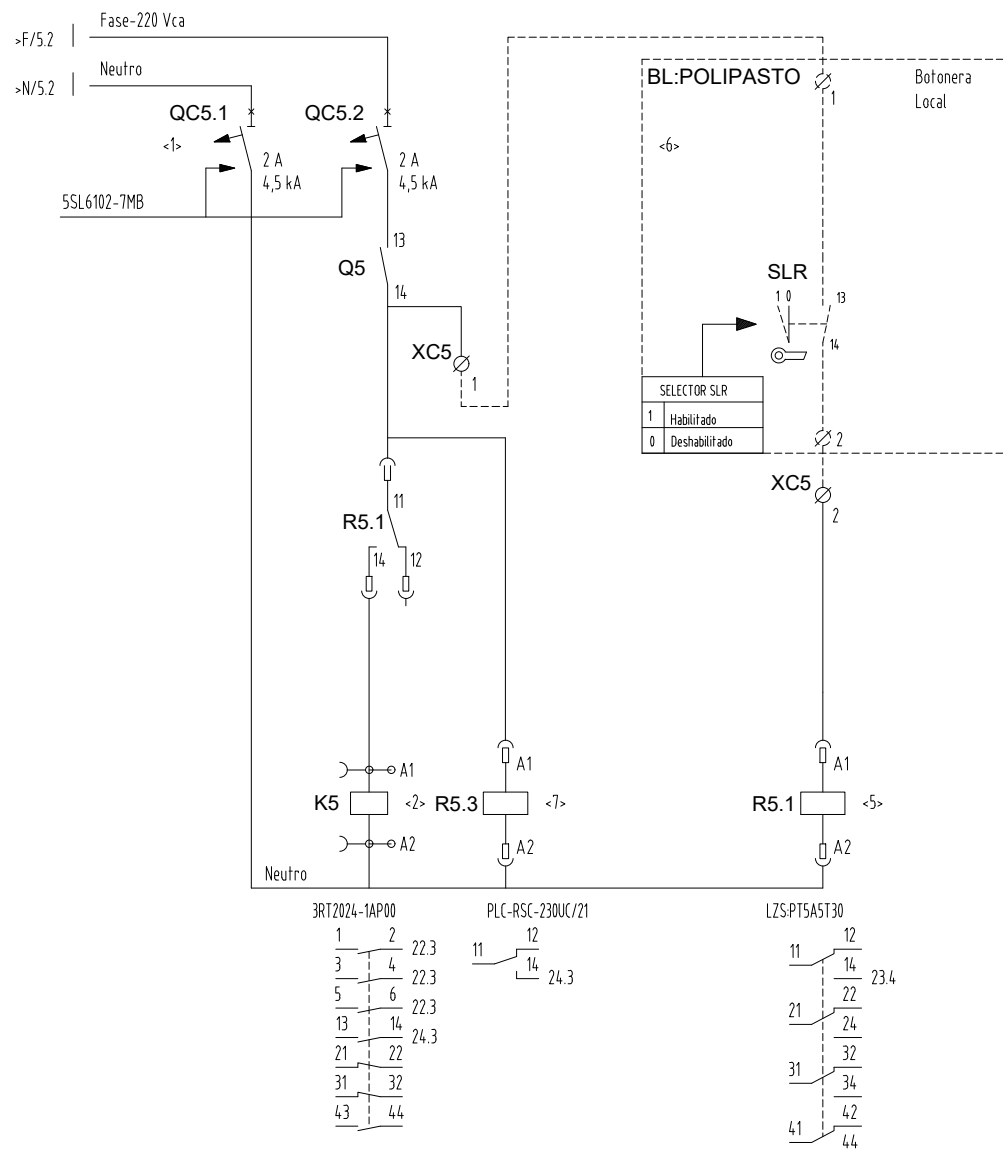 Fase-220 Vca
>F/5.2
Neutro
>N/5.2
QC5.1
QC5.2
<1>
2 A
4,5 kA
2 A
4,5 kA
5SL6102-7MB
BL:POLIPASTO
1
Botonera
Local
<6>
13
Q5
14
XC5
1
SLR
1 0
13
14
SELECTOR SLR
1 Habilitado
0 Deshabilitado
2
XC5
2
11
R5.1
14
12
A1
K5
<2>
A2
A1
R5.3
<7>
A2
A1
R5.1
<5>
A2
Neutro
3RT2024-1AP00
1 2 22.3
3 4 22.3
5 6 22.3
13 14 24.3
21 22
31 32
43 44
PLC-RSC-230UC/21
12
11
14 24.3
LZS:PT5A5T30
12
11
14 23.4
22
21
24
32
31
34
42
41
44